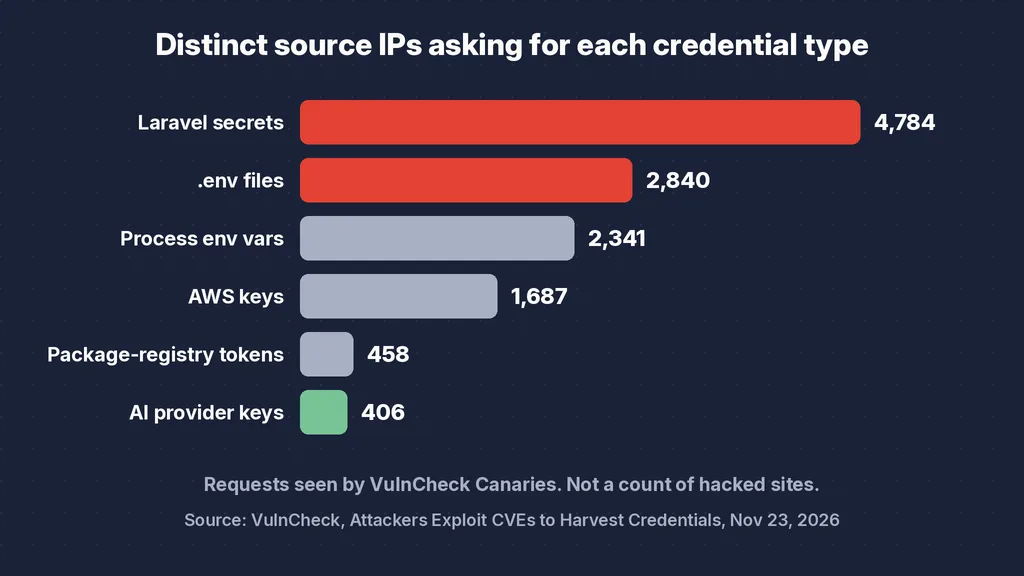 Distinct source IPs asking for each credential type
Laravel secrets 4,784
.env files 2,840
Process env vars 2,341
AWS keys 1,687
Package-registry tokens 458
AI provider keys 406
Requests seen by VulnCheck Canaries. Not a count of hacked sites.
Source: VulnCheck, Attackers Exploit CVEs to Harvest Credentials, Nov 23, 2026